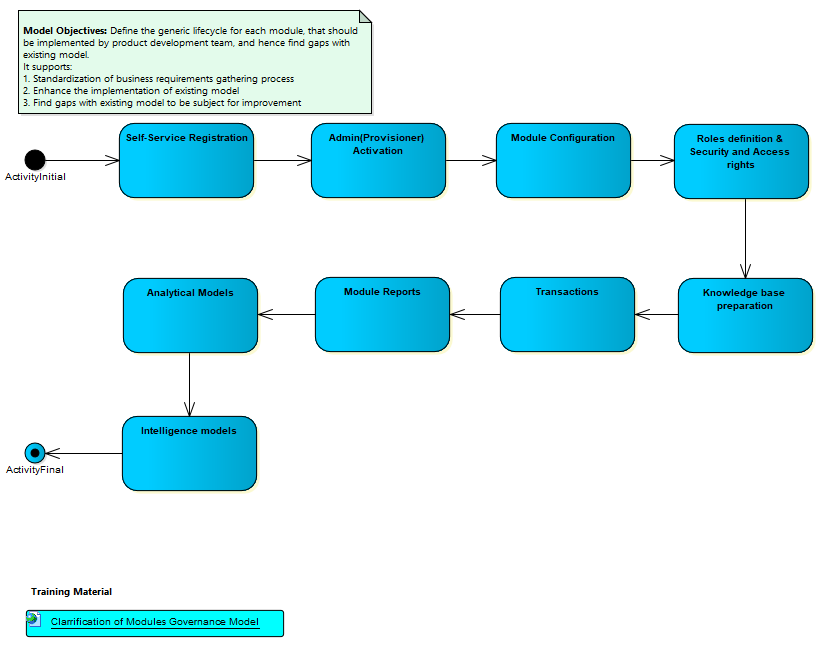 Model Objectives: Define the generic lifecycle for each module, that should
be implemented by product development team, and hence find gaps with
existing model.
It supports:
1. Standardization of business requirements gathering process
2. Enhance the implementation of existing model
3. Find gaps with existing model to be subject for improvement
ActivityInitial
Self-Service Registration
Admin(Provisioner)
Activation
Module Configuration
Roles definition &
Security and Access
rights
Knowledge base
preparation
Transactions
Module Reports
Analytical Models
Intelligence models
ActivityFinal
Training Material
Clarrification of Modules Governance Model